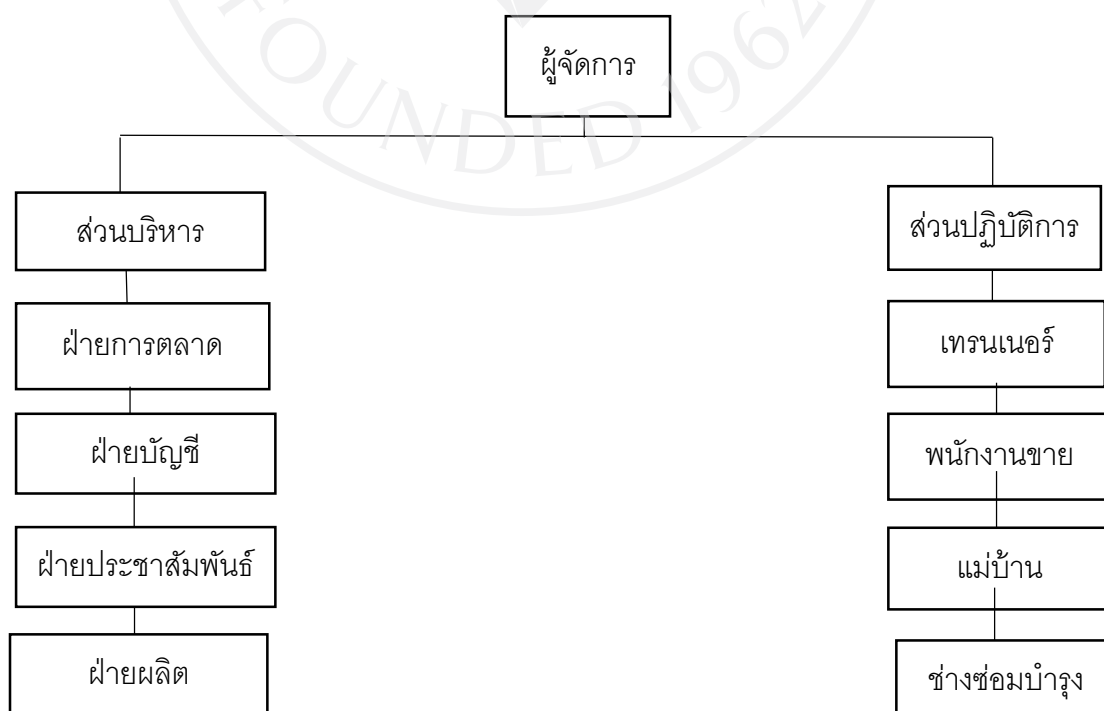 FOUNDED 1962
ผู้จัดการ
ส่วนบริหาร
ส่วนปฏิบัติการ
ฝ่ายการตลาด
เทรนเนอร์
ฝ่ายบัญชี
พนักงานขาย
ฝ่ายประชาสัมพันธ์
แม่บ้าน
ฝ่ายผลิต
ช่างซ่อมบำรุง